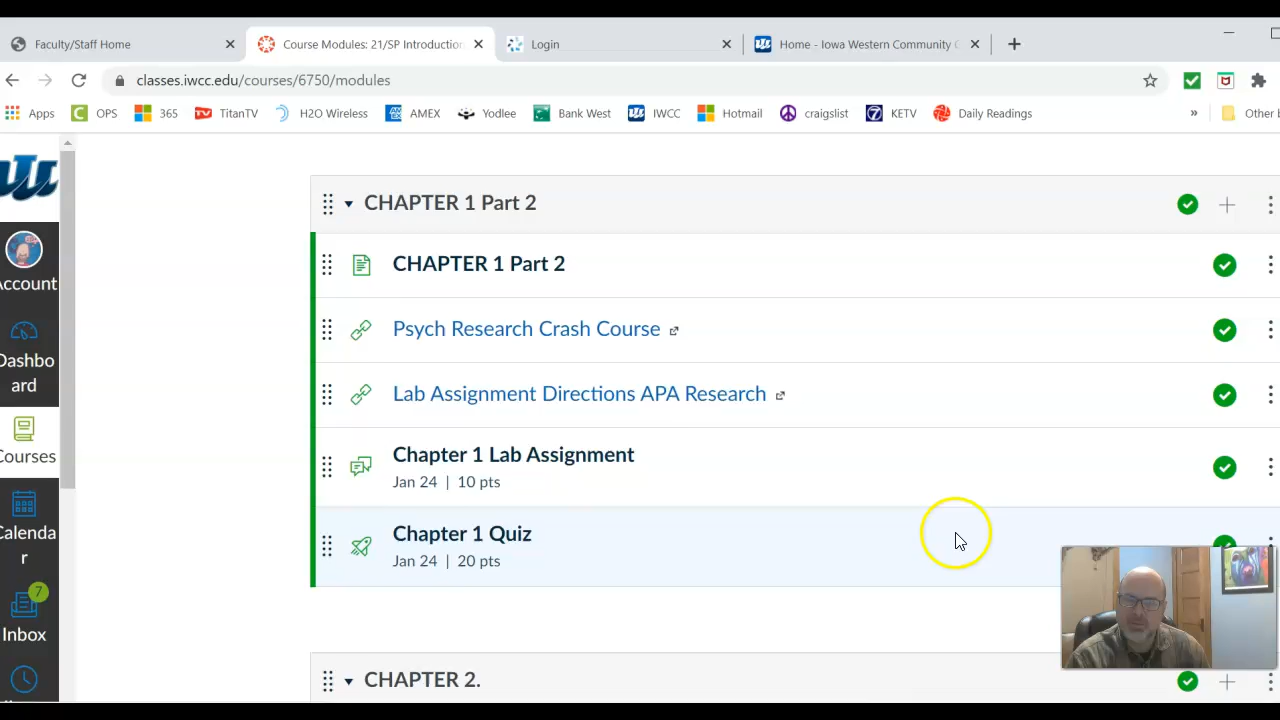 Faculty/Staff Home
Course Modules: 21/SP Introduction
Login
Home - Iowa Western Community C
classes.iwcc.edu/courses/6750/modules
Apps
OPS
365
TitanTV
H2O Wireless
AMEX
Yodlee
Bank West
IWCC
Hotmail
craigslist
KETV
Daily Readings
»
Other b
Account
Dashbo
ard
Courses
Calenda
r
7
Inbox
CHAPTER 1 Part 2
CHAPTER 1 Part 2
Psych Research Crash Course
Lab Assignment Directions APA Research
Chapter 1 Lab Assignment
Jan 24 | 10 pts
Chapter 1 Quiz
Jan 24 | 20 pts
CHAPTER 2.